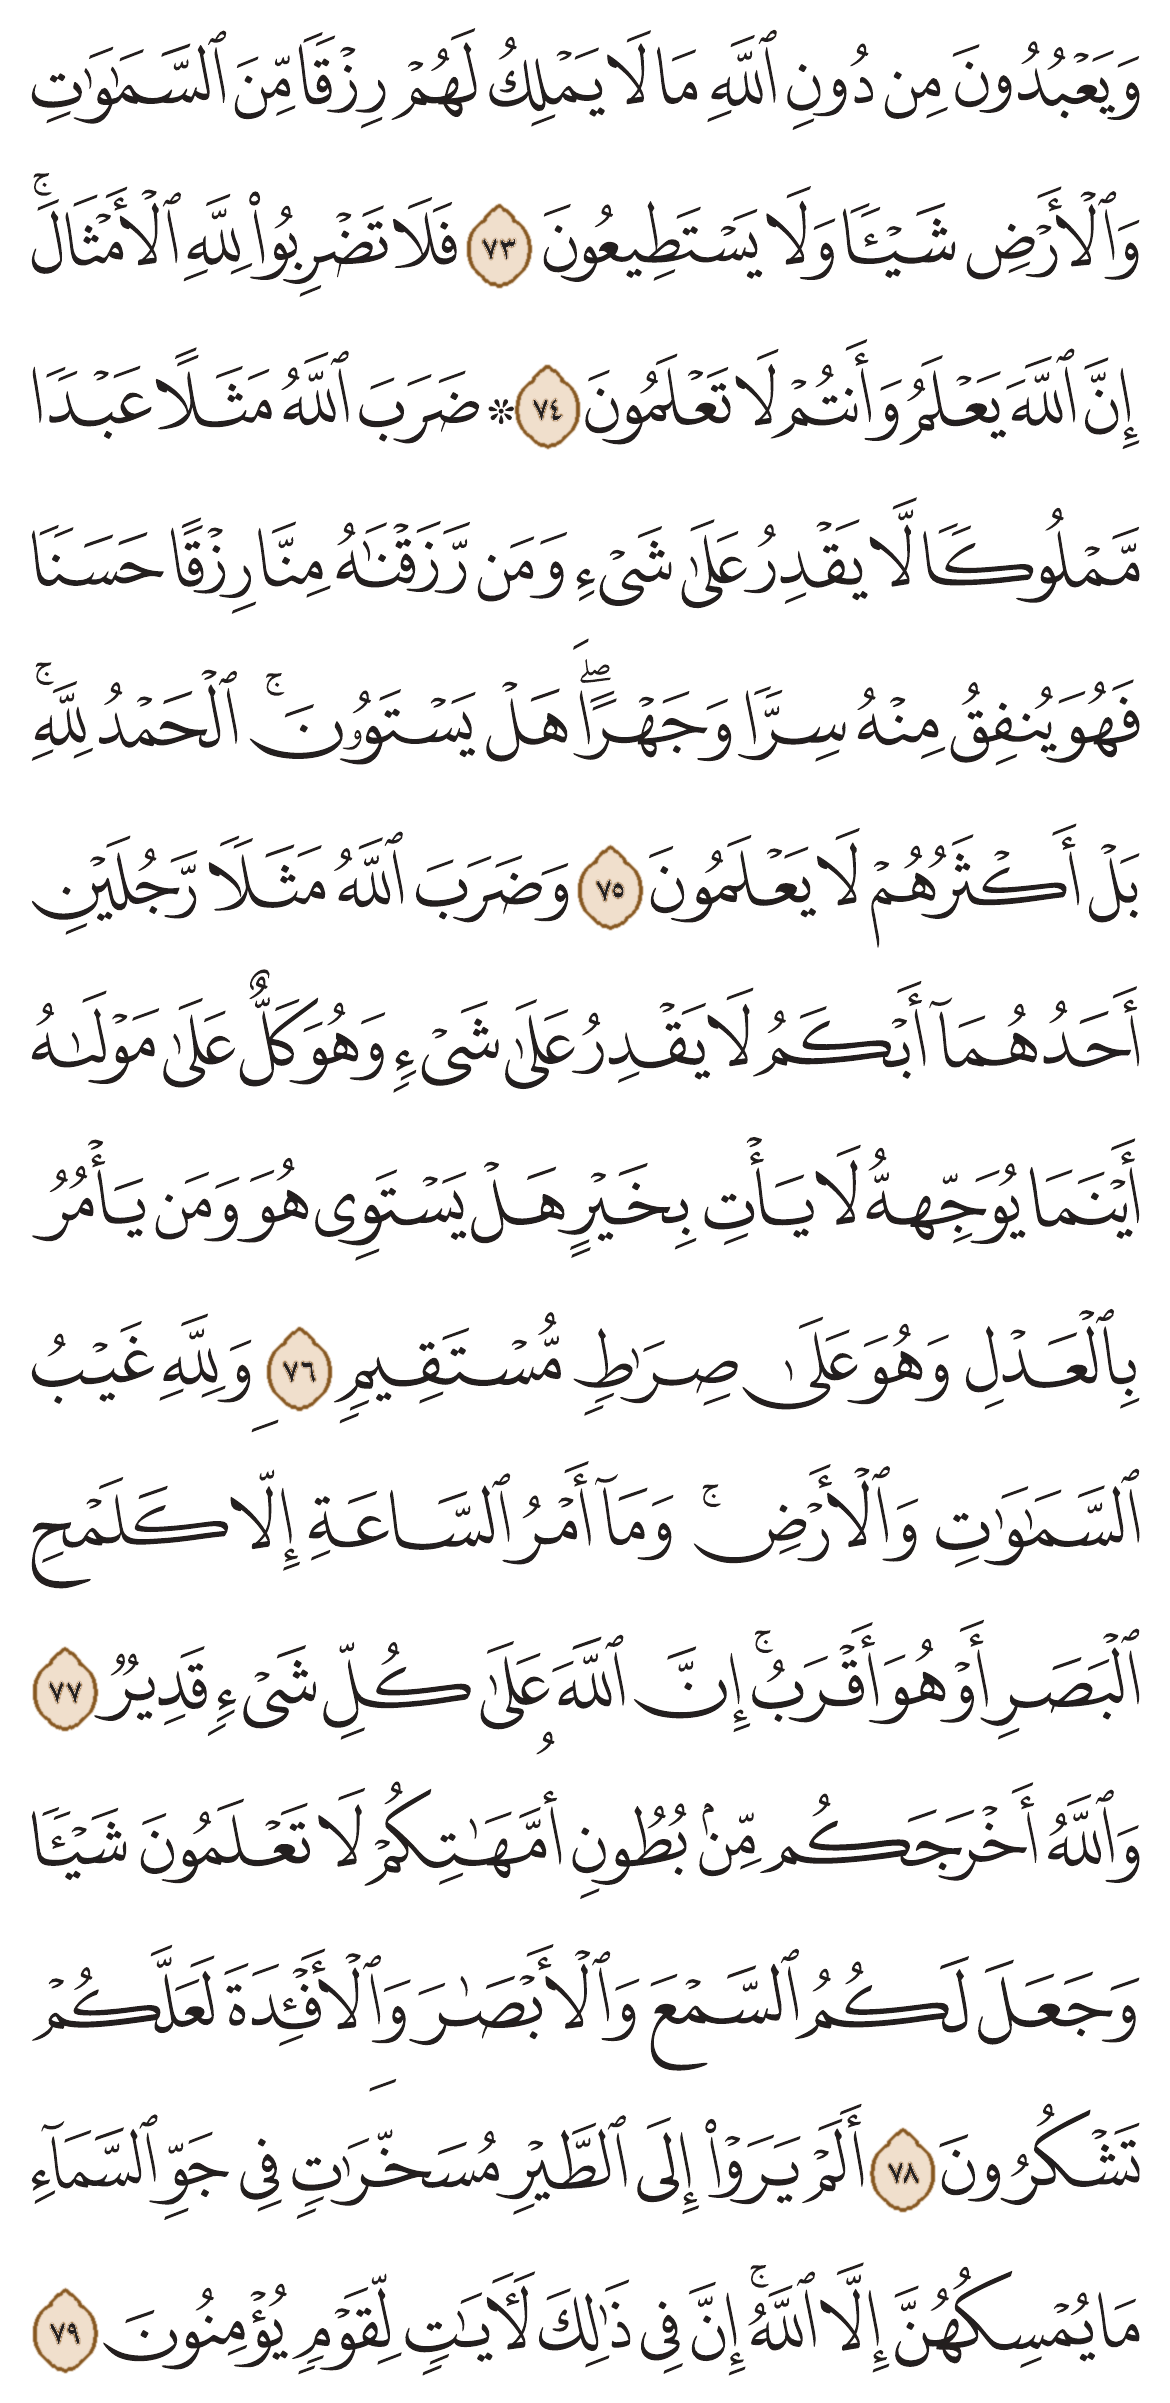 وَيَعْبُدُونَ مِن دُونِ ٱللَّهِ مَا لَا يَمْلِكُ لَهُمْ رِزْقًا مِّنَ ٱلسَّمَٰوَٰتِ
وَٱلْأَرْضِ شَيْـًٔا وَلَا يَسْتَطِيعُونَ ٧٣ فَلَا تَضْرِبُوا۟ لِلَّهِ ٱلْأَمْثَالَ ۚ
إِنَّ ٱللَّهَ يَعْلَمُ وَأَنتُمْ لَا تَعْلَمُونَ ٧٤ ۞ ضَرَبَ ٱللَّهُ مَثَلًا عَبْدًا
مَّمْلُوكًا لَّا يَقْدِرُ عَلَىٰ شَىْءٍ وَمَن رَّزَقْنَٰهُ مِنَّا رِزْقًا حَسَنًا
فَهُوَ يُنفِقُ مِنْهُ سِرًّا وَجَهْرًا ۖ هَلْ يَسْتَوُۥنَ ۚ ٱلْحَمْدُ لِلَّهِ ۚ
بَلْ أَكْثَرُهُمْ لَا يَعْلَمُونَ ٧٥ وَضَرَبَ ٱللَّهُ مَثَلًا رَّجُلَيْنِ
أَحَدُهُمَآ أَبْكَمُ لَا يَقْدِرُ عَلَىٰ شَىْءٍ وَهُوَ كَلٌّ عَلَىٰ مَوْلَىٰهُ
أَيْنَمَا يُوَجِّههُّ لَا يَأْتِ بِخَيْرٍ هَلْ يَسْتَوِى هُوَ وَمَن يَأْمُرُ
بِٱلْعَدْلِ وَهُوَ عَلَىٰ صِرَٰطٍ مُّسْتَقِيمٍ ٧٦ وَلِلَّهِ غَيْبُ
ٱلسَّمَٰوَٰتِ وَٱلْأَرْضِ ۚ وَمَآ أَمْرُ ٱلسَّاعَةِ إِلَّا كَلَمْحِ
ٱلْبَصَرِ أَوْ هُوَ أَقْرَبُ ۚ إِنَّ ٱللَّهَ عَلَىٰ كُلِّ شَىْءٍ قَدِيرٌ ٧٧
وَٱللَّهُ أَخْرَجَكُم مِّنۢ بُطُونِ أُمَّهَٰتِكُمْ لَا تَعْلَمُونَ شَيْـًٔا
وَجَعَلَ لَكُمُ ٱلسَّمْعَ وَٱلْأَبْصَٰرَ وَٱلْأَفْـِٔدَةَ لَعَلَّكُمْ
تَشْكُرُونَ ٧٨ أَلَمْ يَرَوْا۟ إِلَى ٱلطَّيْرِ مُسَخَّرَٰتٍ فِى جَوِّ ٱلسَّمَآءِ
مَا يُمْسِكُهُنَّ إِلَّا ٱللَّهُ ۚ إِنَّ فِى ذَٰلِكَ لَـَٔايَٰتٍ لِّقَوْمٍ يُؤْمِنُونَ ٧٩